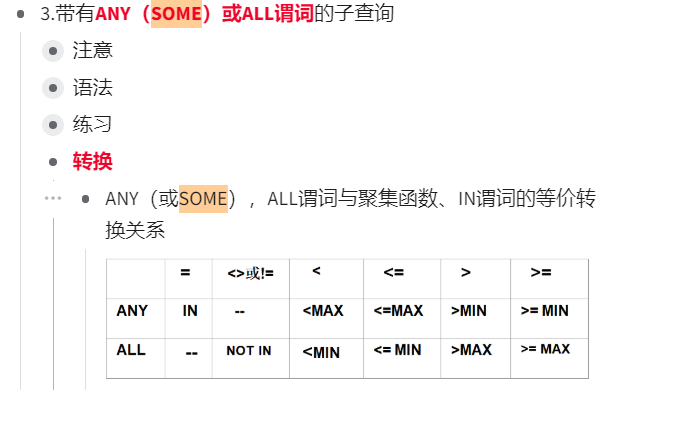 3.带有ANY（SOME）或ALL谓词的子查询
注意
语法
练习
转换
ANY（或SOME），ALL谓词与聚集函数、IN谓词的等价转
换关系
= <>或!= < <= > >=
ANY IN -- <MAX <=MAX >MIN >= MIN
ALL -- NOT IN <MIN <= MIN >MAX >= MAX